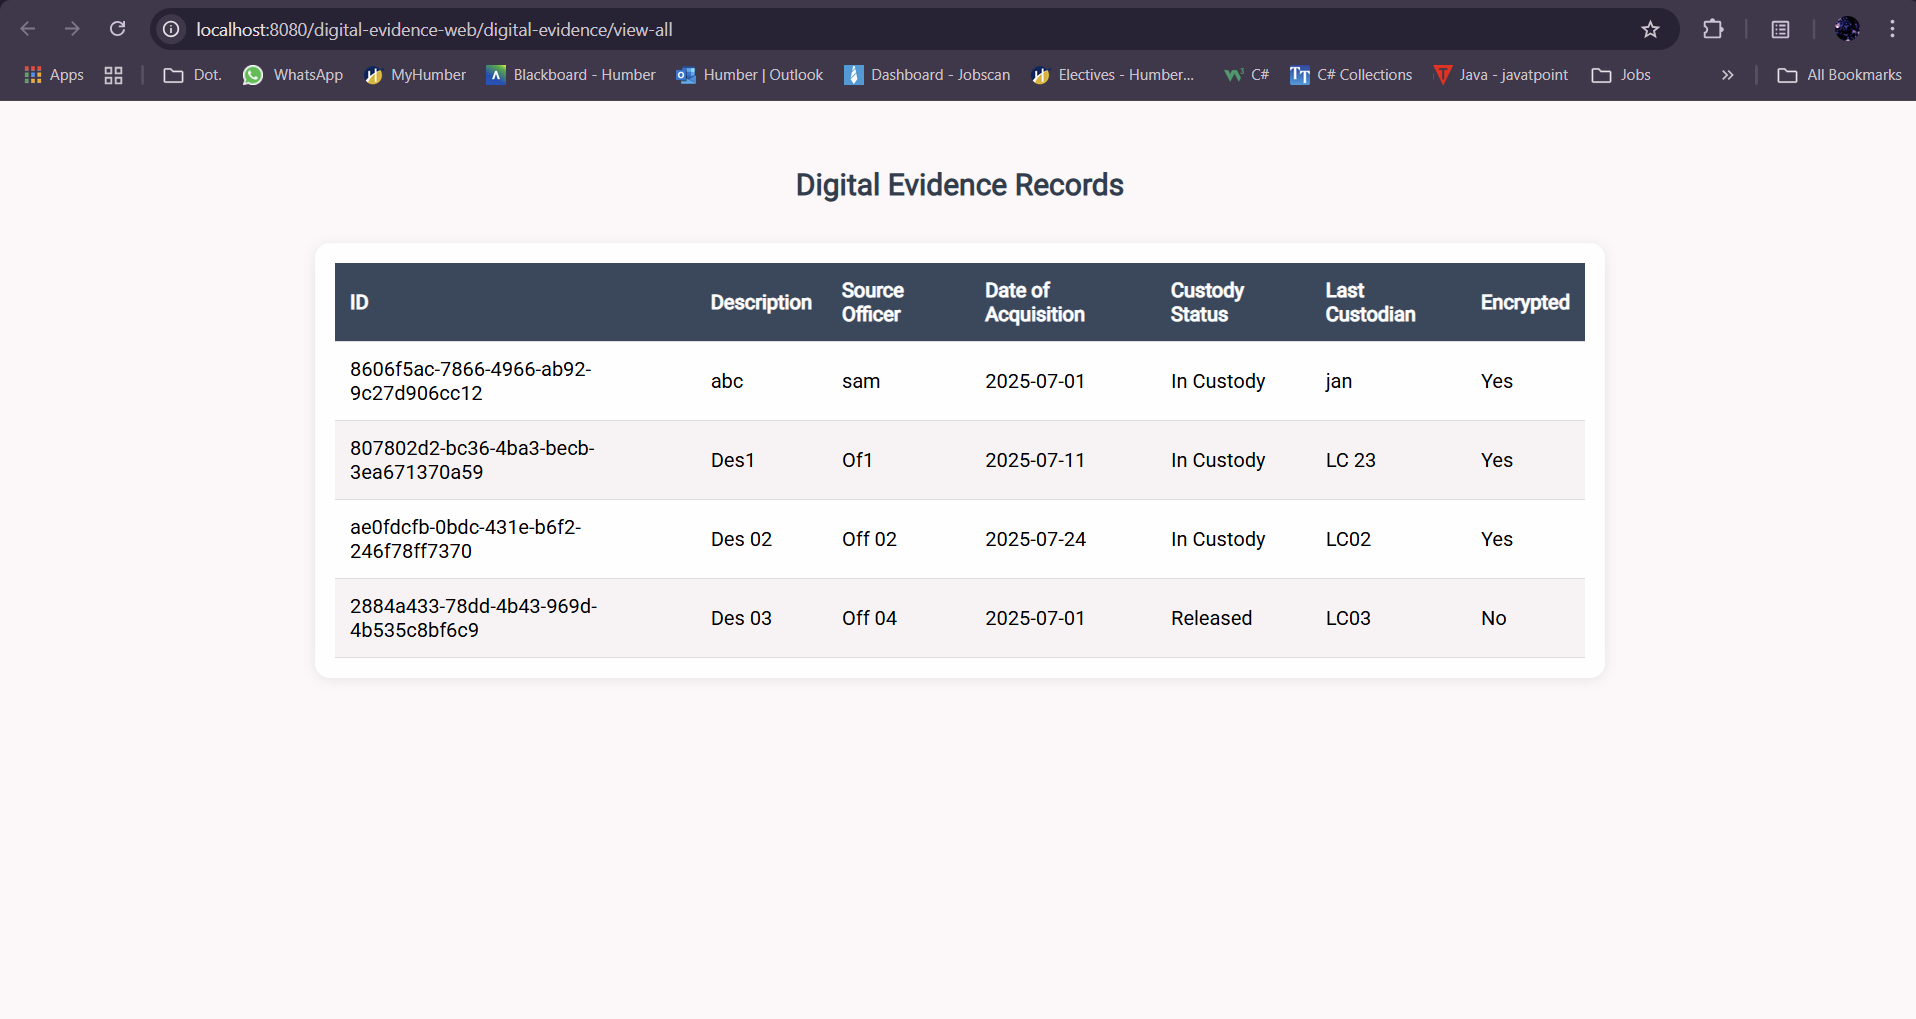 localhost:8080/digital-evidence-web/digital-evidence/view-all
Apps Dot. WhatsApp MyHumber Blackboard - Humber Humber | Outlook Dashboard - Jobscan Electives - Humber... C# C# Collections Java - javatpoint Jobs » All Bookmarks
Digital Evidence Records
ID Description Source Officer Date of Acquisition Custody Status Last Custodian Encrypted
8606f5ac-7866-4966-ab92-9c27d906cc12 abc sam 2025-07-01 In Custody jan Yes
807802d2-bc36-4ba3-becb-3ea671370a59 Des1 Of1 2025-07-11 In Custody LC 23 Yes
ae0fdcfb-0bdc-431e-b6f2-246f78ff7370 Des 02 Off 02 2025-07-24 In Custody LC02 Yes
2884a433-78dd-4b43-969d-4b535c8bf6c9 Des 03 Off 04 2025-07-01 Released LC03 No